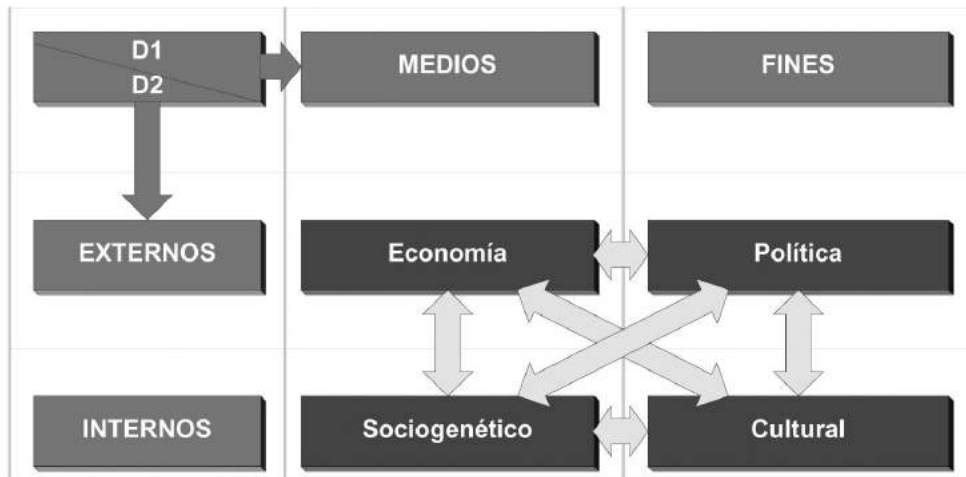 D1
D2
MEDIOS
FINES
EXTERNOS
Economía
Política
INTERNOS
Sociogenético
Cultural